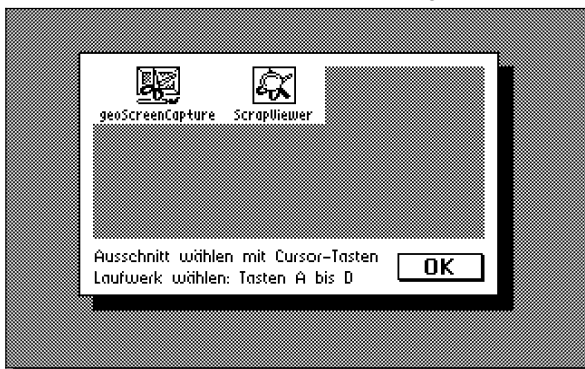 geoScreenCapture ScrapViewer
Ausschnitt wählen mit Cursor-Tasten
Laufwerk wählen: Tasten A bis D
OK